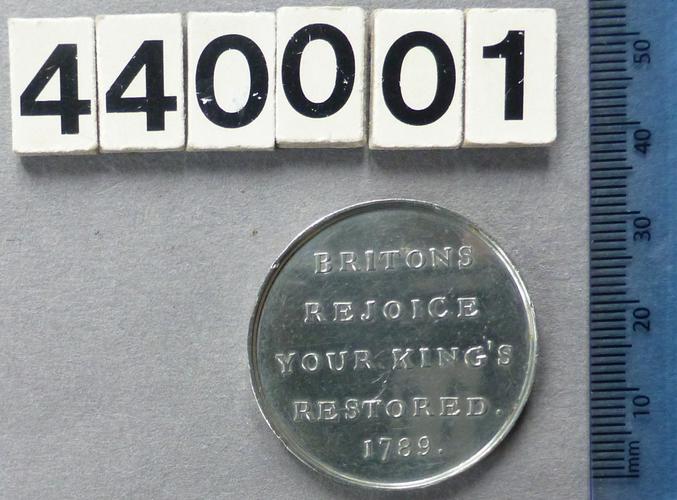 440001
BRITONS
REJOICE
YOUR KING'S
RESTORED.
1789.
50
40
30
20
10
mm